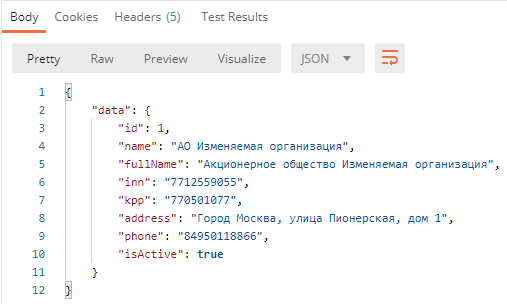 Body Cookies Headers (5) Test Results
Pretty Raw Preview Visualize JSON
1 {
2 "data": {
3 "id": 1,
4 "name": "АО Изменяемая организация",
5 "fullName": "Акционерное общество Изменяемая организация",
6 "inn": "7712559055",
7 "kpp": "770501077",
8 "address": "Город Москва, улица Пионерская, дом 1",
9 "phone": "84950118866",
10 "isActive": true
11 }
12 }